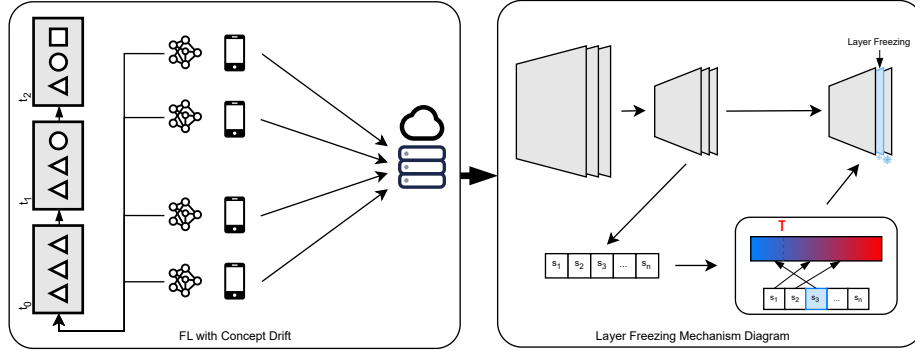 t2
t1
t0
FL with Concept Drift
Layer Freezing
s1 s2 s3 ... sn
T
s1 s2 s3 ... sn
Layer Freezing Mechanism Diagram